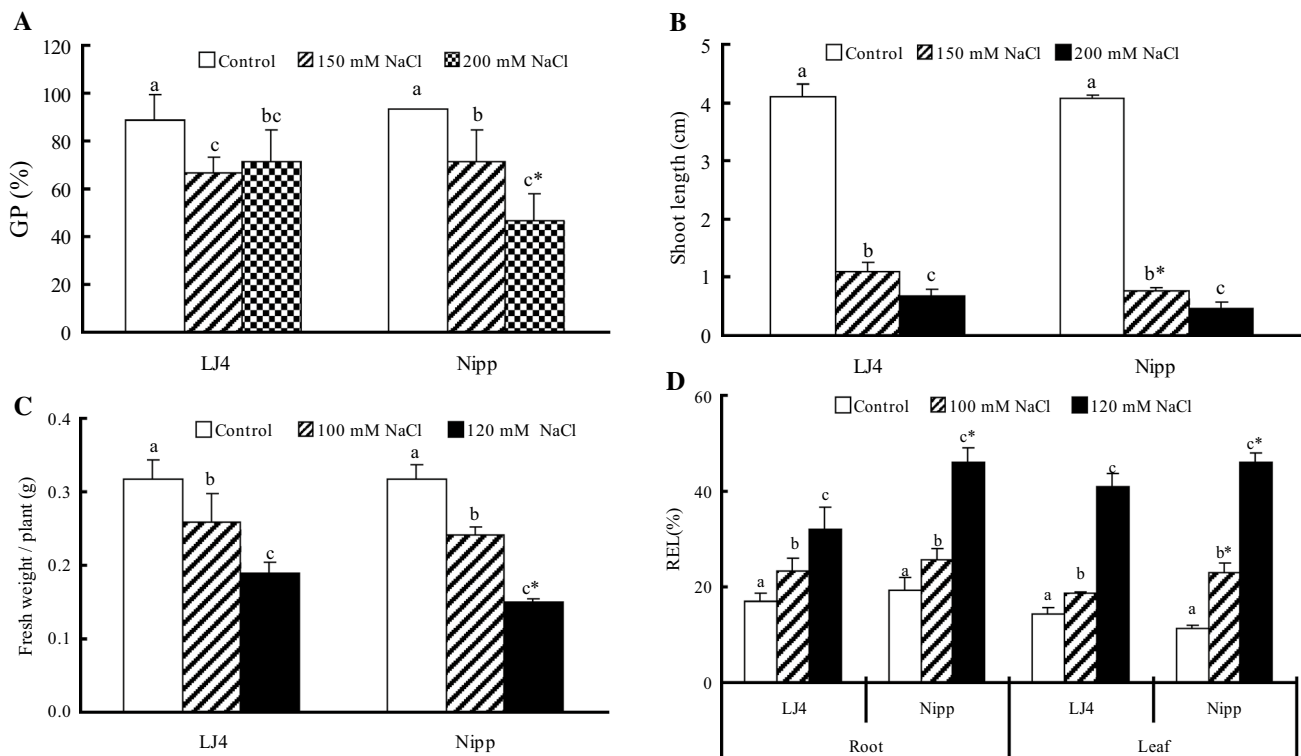 A
Control 150 mM NaCl 200 mM NaCl
GP (%)
120
100
80
60
40
20
0
a
c
bc
a
b
c*
LJ4 Nipp
B
Control 150 mM NaCl 200 mM NaCl
Shoot length (cm)
5
4
3
2
1
0
a
b
c
a
b*
c
LJ4 Nipp
C
Control 100 mM NaCl 120 mM NaCl
Fresh weight / plant (g)
0.4
0.3
0.2
0.1
0.0
a
b
c
a
b
c*
LJ4 Nipp
D
Control 100 mM NaCl 120 mM NaCl
REL(%)
60
40
20
0
a
b
c
a
b
c*
a
b
c
a
b*
c*
LJ4 Nipp LJ4 Nipp
Root Leaf